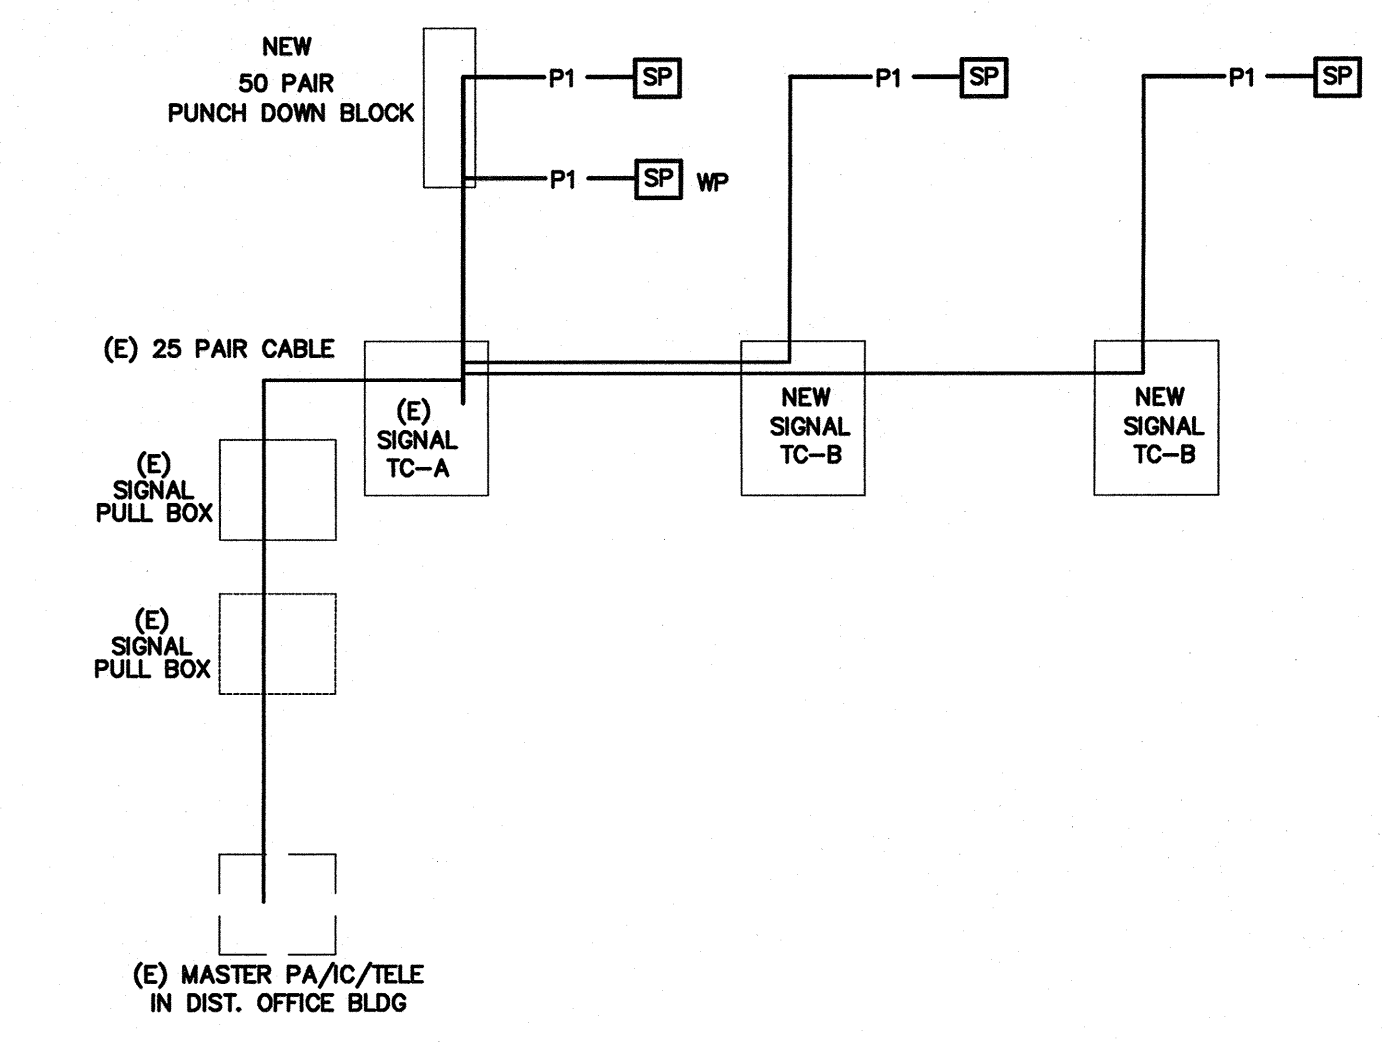 NEW
50 PAIR
PUNCH DOWN BLOCK
P1 SP
P1 SP WP
P1 SP
P1 SP
(E) 25 PAIR CABLE
(E)
SIGNAL
TC-A
NEW
SIGNAL
TC-B
NEW
SIGNAL
TC-B
(E)
SIGNAL
PULL BOX
(E)
SIGNAL
PULL BOX
(E) MASTER PA/IC/TELE
IN DIST. OFFICE BLDG